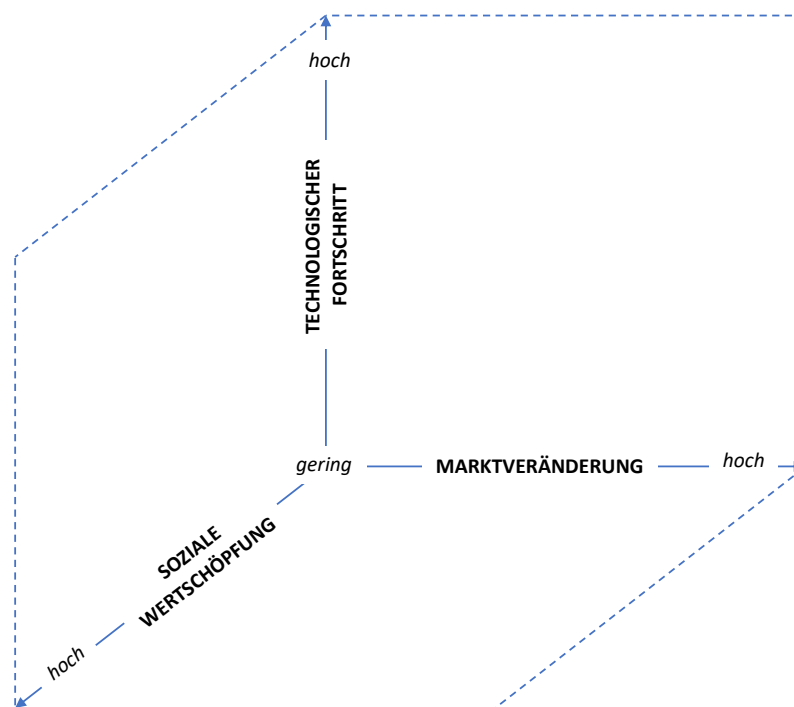 hoch
TECHNOLOGISCHER
FORTSCHRITT
gering
MARKTVERÄNDERUNG
hoch
SOZIALE
WERTSCHÖPFUNG
hoch